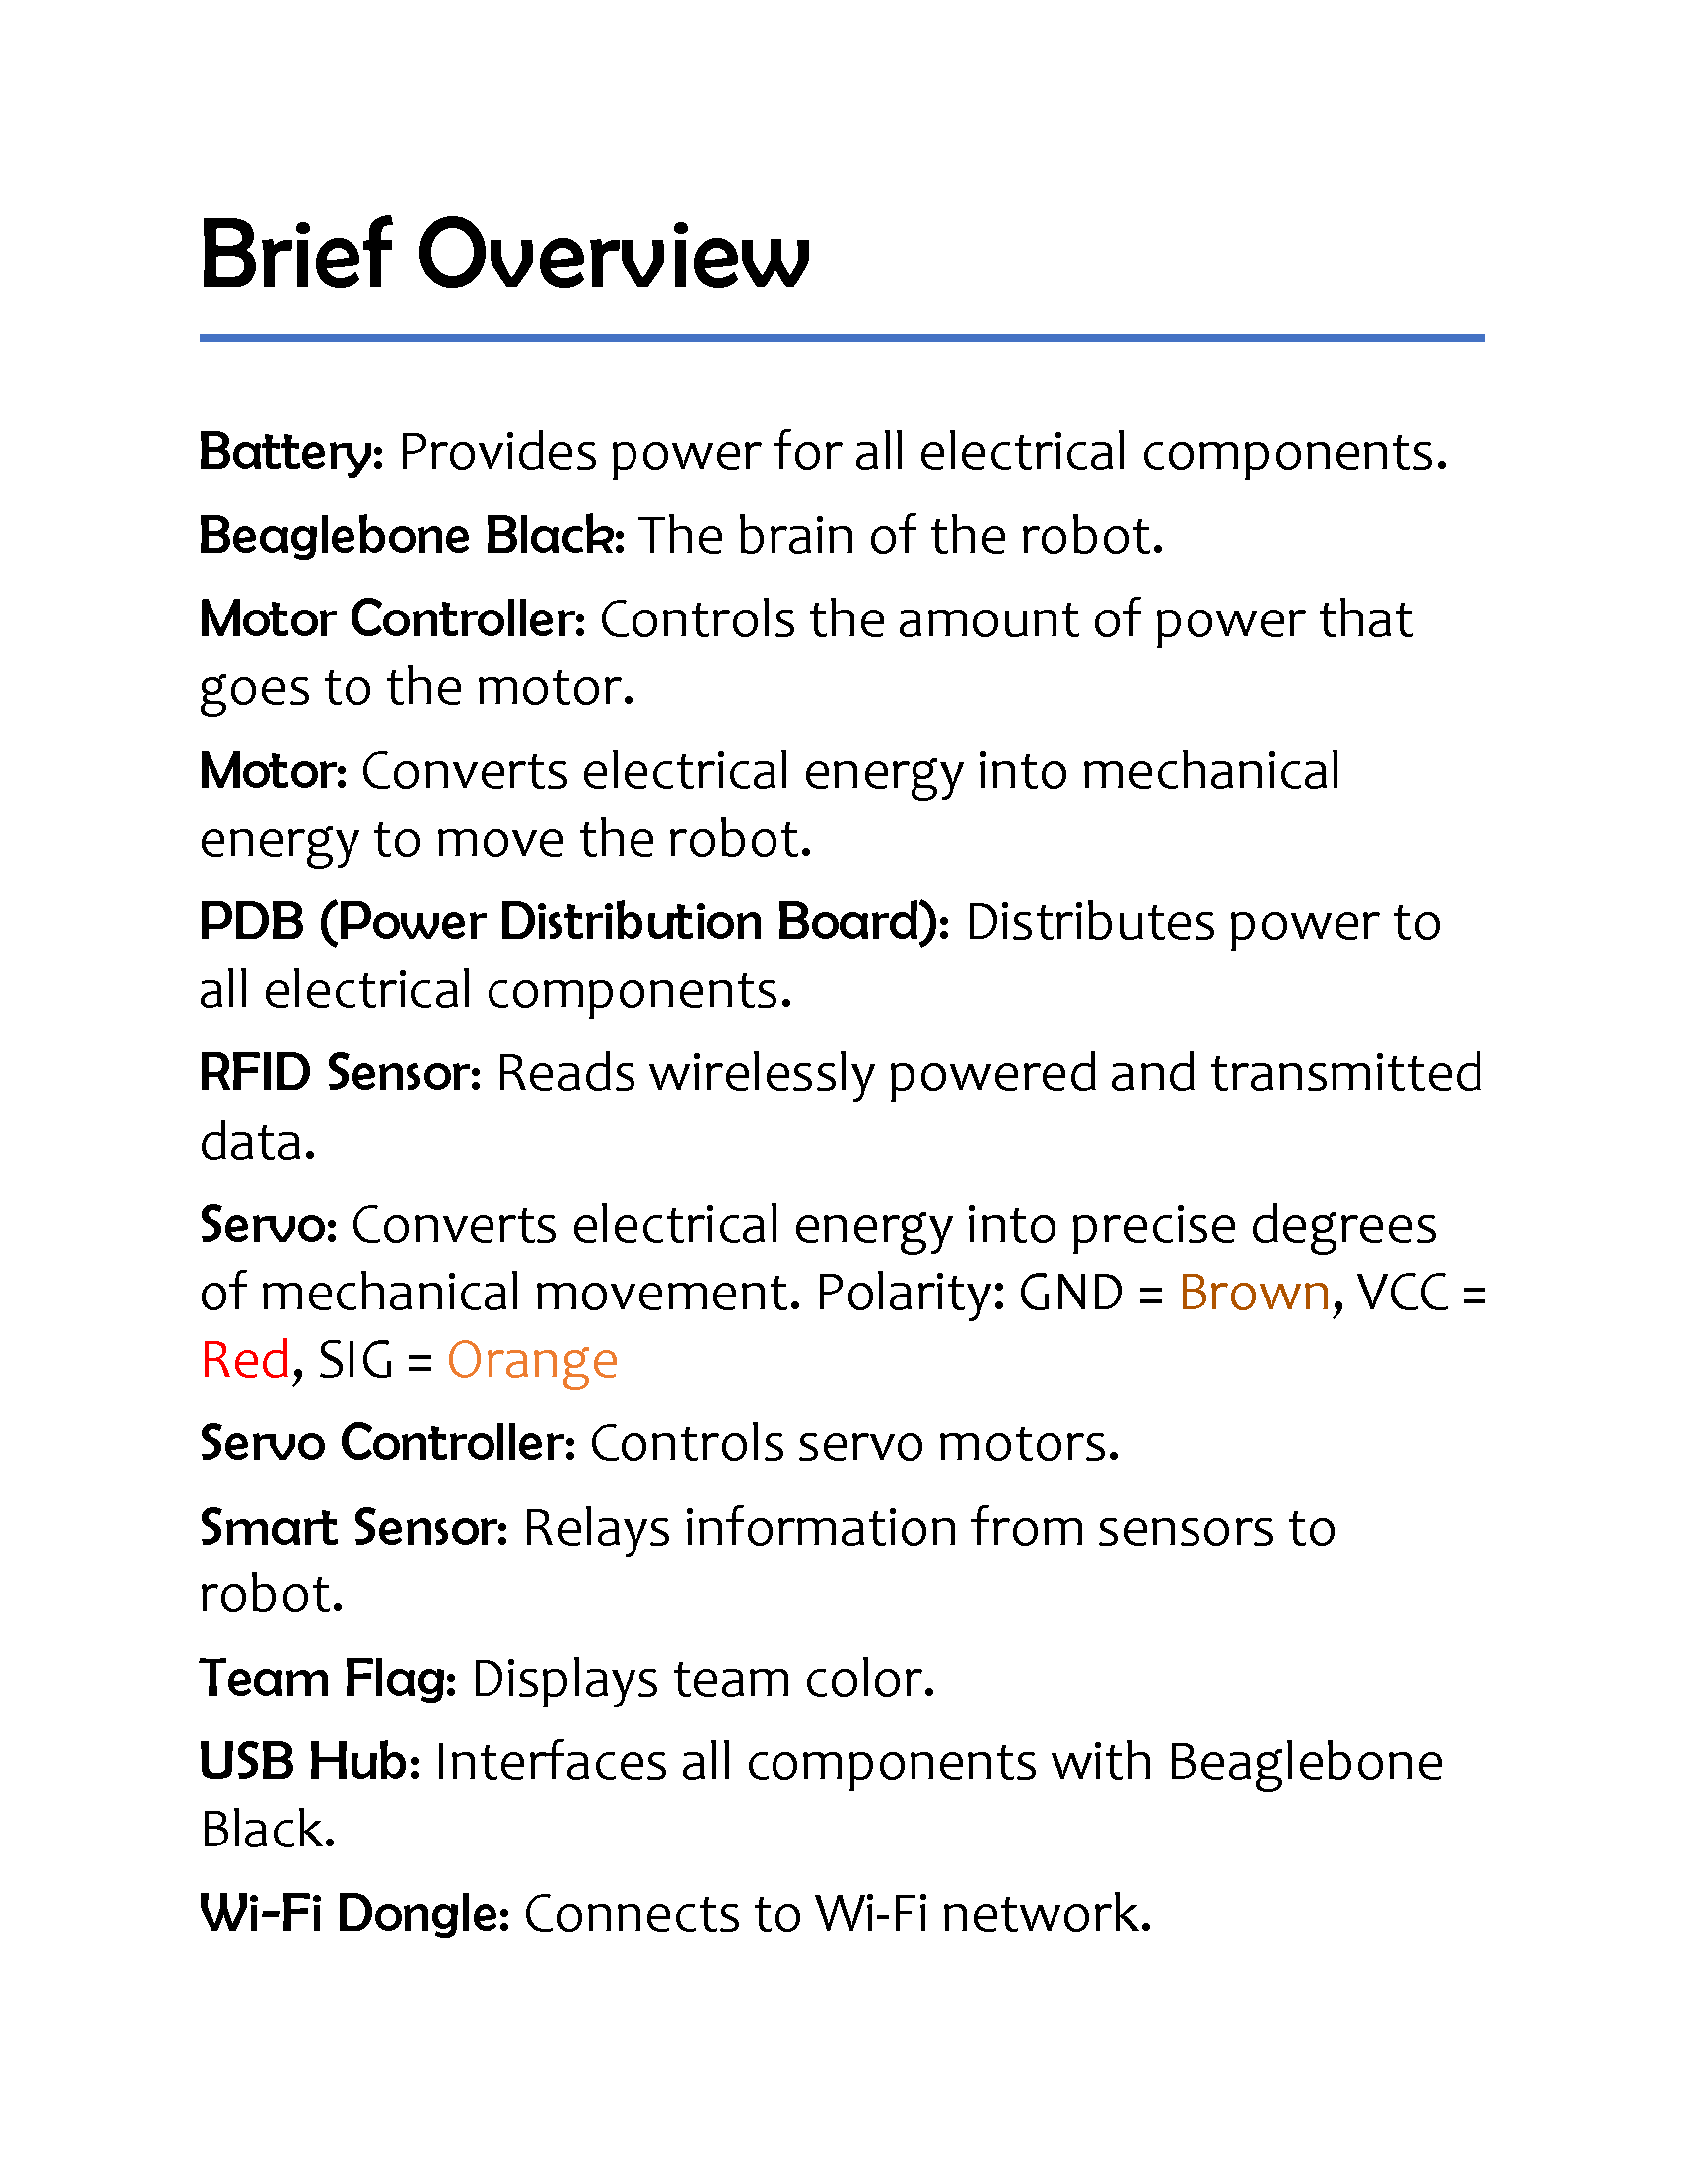 Brief Overview
Battery: Provides power for all electrical components.
Beaglebone Black: The brain of the robot.
Motor Controller: Controls the amount of power that
goes to the motor.
Motor: Converts electrical energy into mechanical
energy to move the robot.
PDB (Power Distribution Board): Distributes power to
all electrical components.
RFID Sensor: Reads wirelessly powered and transmitted
data.
Servo: Converts electrical energy into precise degrees
of mechanical movement. Polarity: GND = Brown, VCC =
Red, SIG = Orange
Servo Controller: Controls servo motors.
Smart Sensor: Relays information from sensors to
robot.
Team Flag: Displays team color.
USB Hub: Interfaces all components with Beaglebone
Black.
Wi-Fi Dongle: Connects to Wi-Fi network.